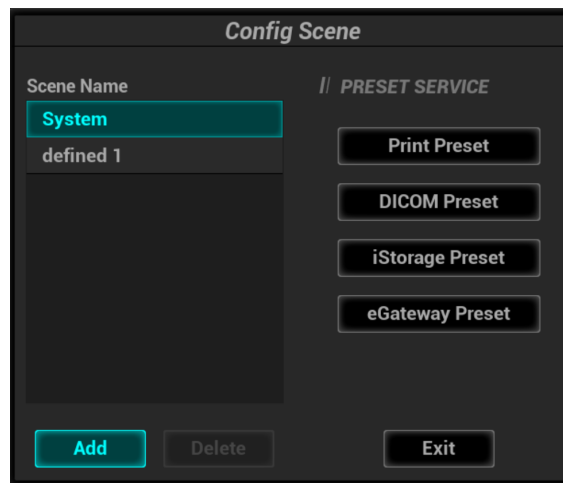 Config Scene
Scene Name
PRESET SERVICE
System
defined 1
Print Preset
DICOM Preset
iStorage Preset
eGateway Preset
Add
Delete
Exit